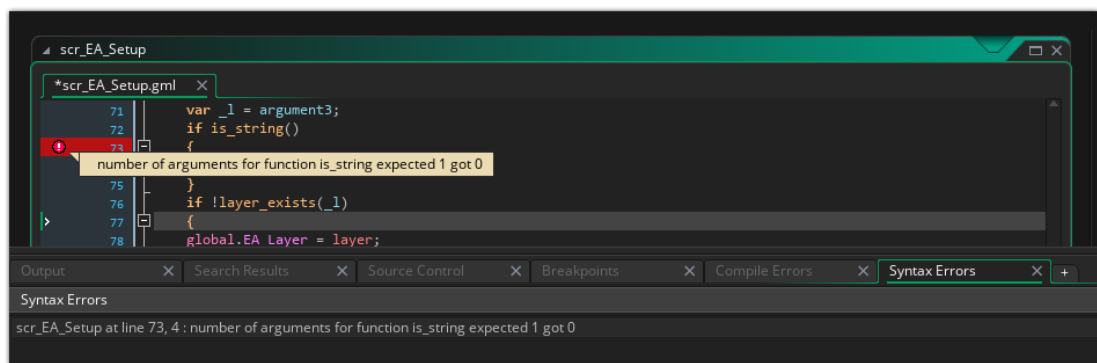 scr_EA_Setup
*scr_EA_Setup.gml
71 var _l = argument3;
72 if is_string()
73 {
number of arguments for function is_string expected 1 got 0
75 }
76 if !layer_exists(_l)
77 {
78 global.EA_Layer = layer;
Output Search Results Source Control Breakpoints Compile Errors Syntax Errors +
Syntax Errors
scr_EA_Setup at line 73, 4 : number of arguments for function is_string expected 1 got 0